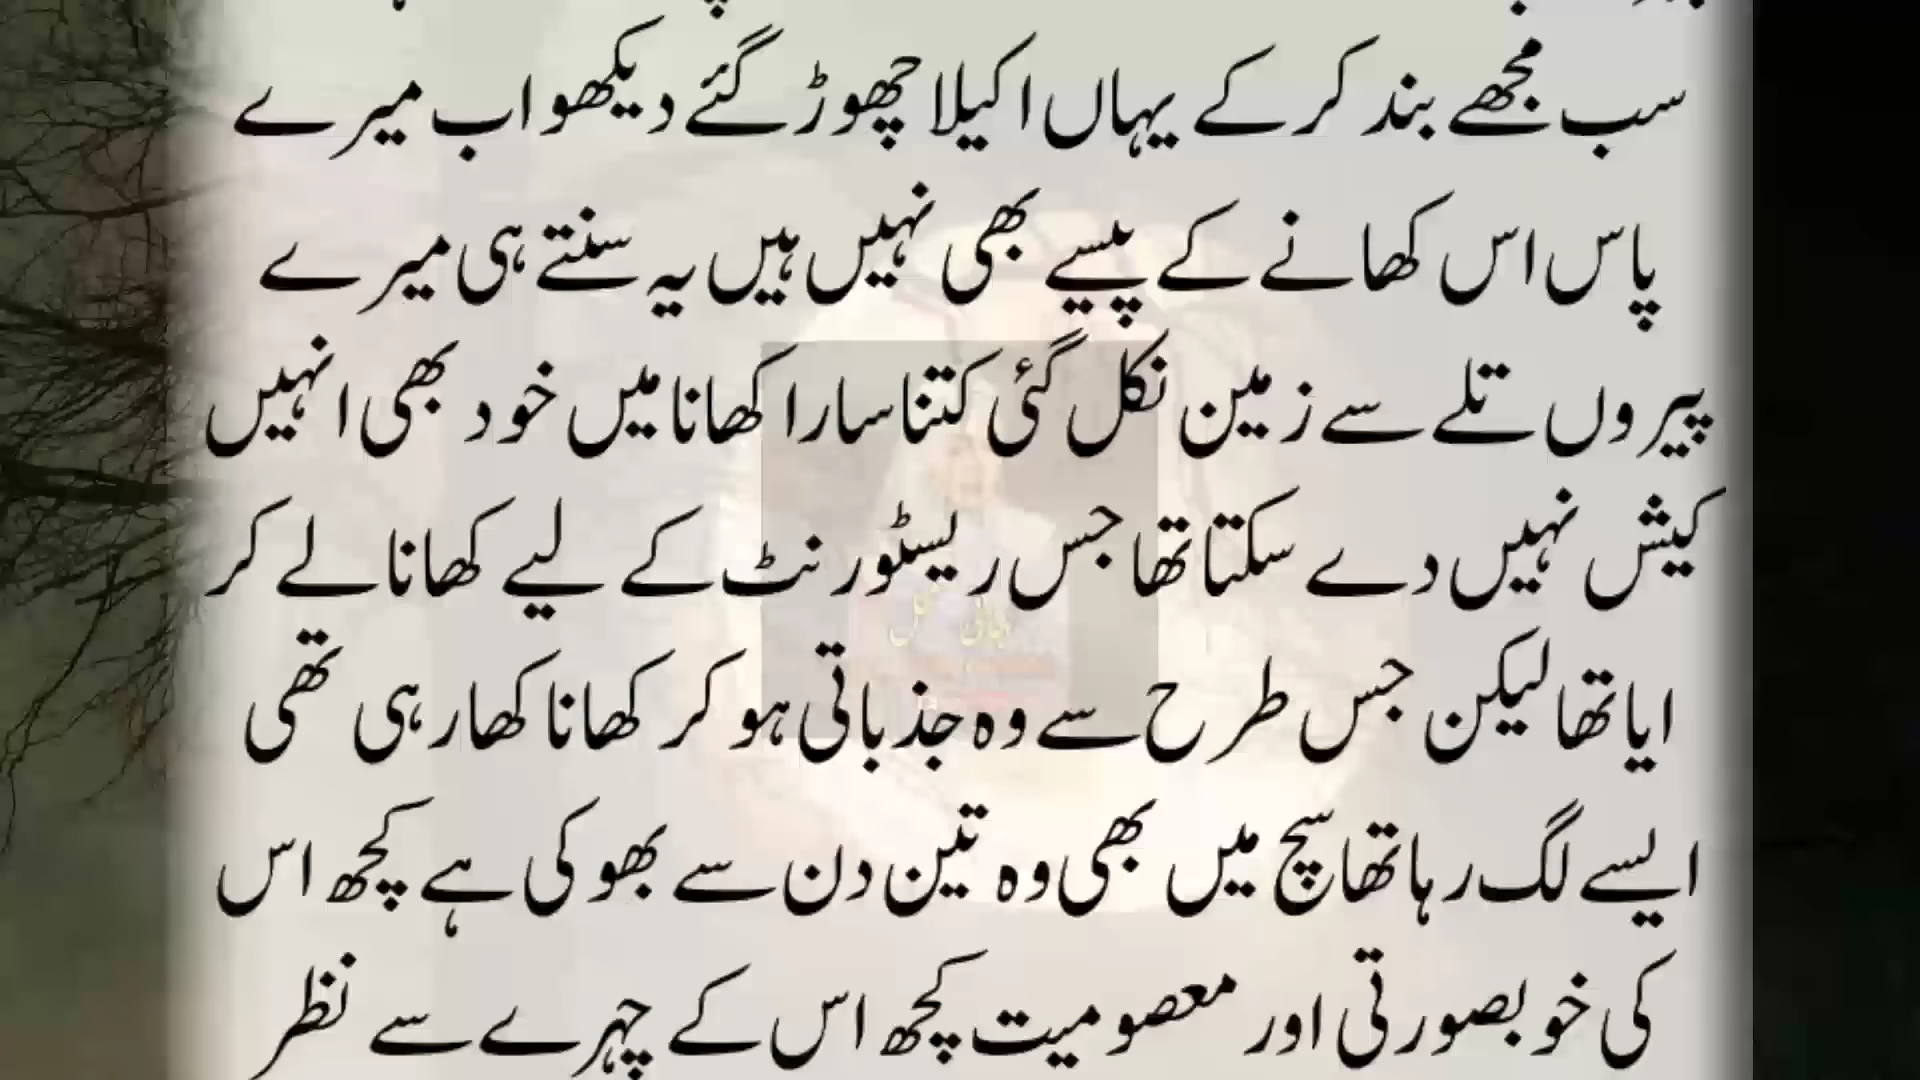 سب مجھے بند کر کے یہاں اکیلا چھوڑ گئے دیکھو اب میرے
پاس اس کھانے کے پیسے بھی نہیں ہیں یہ سنتے ہی میرے
پیروں تلے سے زمین نکل گئی کتنا سارا کھانا میں خود بھی انہیں
کیش نہیں دے سکتا تھا جس ریسٹورنٹ کے لیے کھانا لے کر
ایا تھا لیکن جس طرح سے وہ جذباتی ہو کر کھانا کھا رہی تھی
ایسے لگ رہا تھا سچ میں بھی وہ تین دن سے بھوکی ہے کچھ اس
کی خوبصورتی اور معصومیت کچھ اس کے چہرے سے نظر